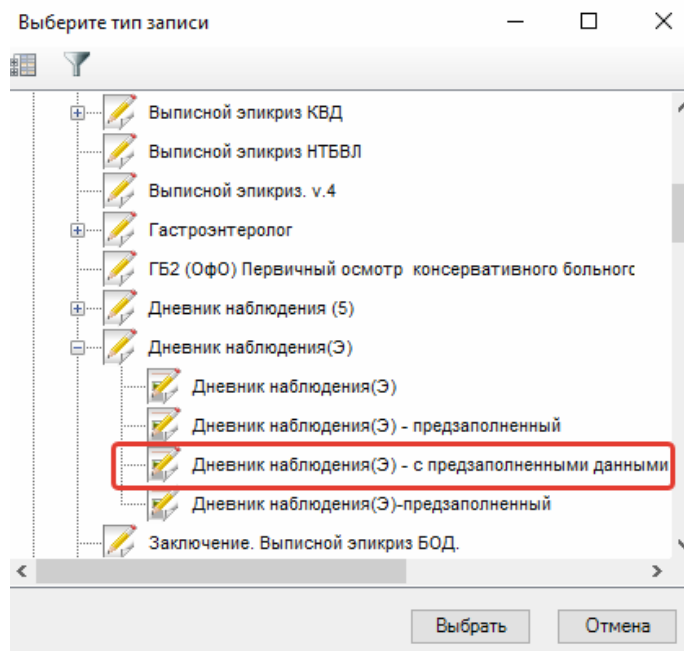 Выберите тип записи
Выписной эпикриз КВД
Выписной эпикриз НТБВЛ
Выписной эпикриз. v.4
Гастроэнтеролог
ГБ2 (ОфО) Первичный осмотр консервативного больного
Дневник наблюдения (5)
Дневник наблюдения(Э)
Дневник наблюдения(Э)
Дневник наблюдения(Э) - предзаполненный
Дневник наблюдения(Э) - с предзаполненными данными
Дневник наблюдения(Э)-предзаполненный
Заключение. Выписной эпикриз БОД.
Выбрать Отмена